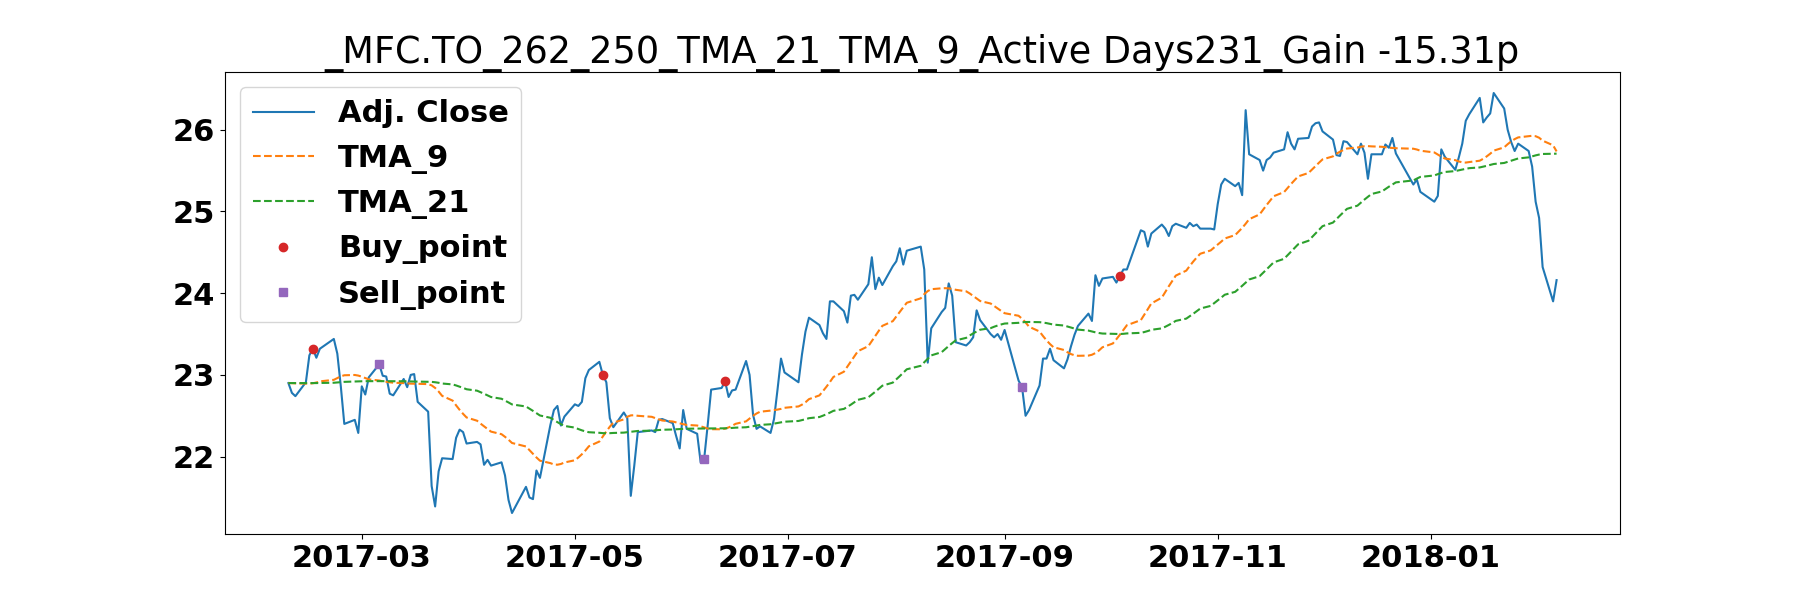 _MFC.TO_262_250_TMA_21_TMA_9_Active Days231_Gain -15.31p
Adj. Close
TMA_9
TMA_21
Buy_point
Sell_point
26
25
24
23
22
2017-03 2017-05 2017-07 2017-09 2017-11 2018-01